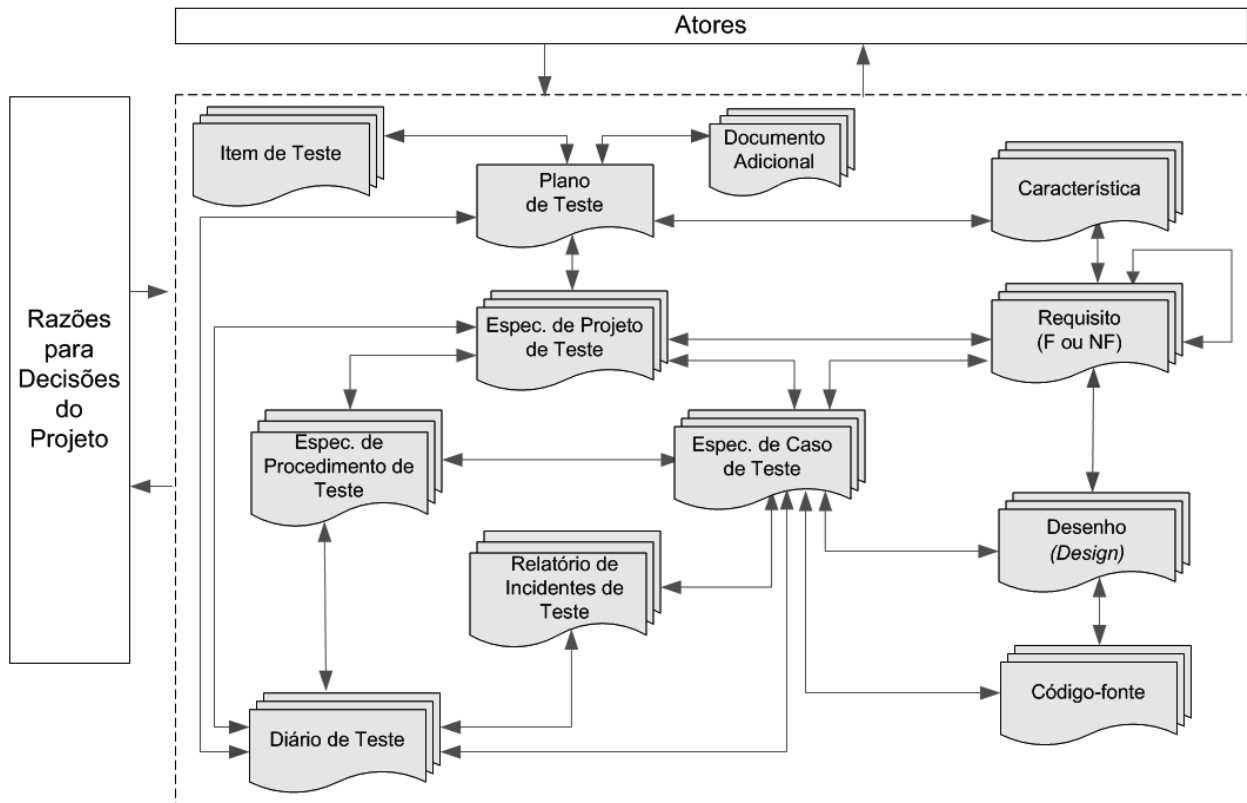 Atores
Razões
para
Decisões
do
Projeto
Item de Teste
Documento
Adicional
Plano
de Teste
Característica
Espec. de Projeto
de Teste
Requisito
(F ou NF)
Espec. de
Procedimento de
Teste
Espec. de Caso
de Teste
Desenho
(Design)
Relatório de
Incidentes de
Teste
Código-fonte
Diário de Teste